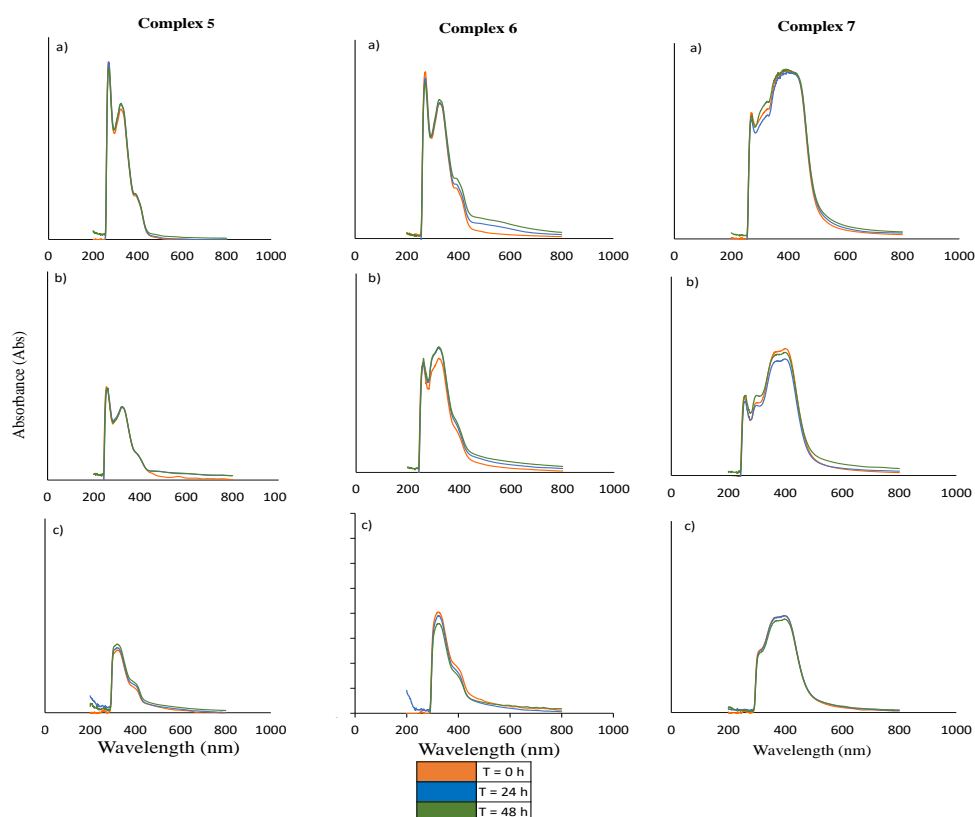 Complex 5
Complex 6
Complex 7
a)
a)
a)
0 200 400 600 800 1000
0 200 400 600 800 1000
0 200 400 600 800 1000
b)
b)
b)
Absorbance (Abs)
0 200 400 600 800 100
0 200 400 600 800 1000
0 200 400 600 800 1000
c)
c)
c)
0 200 400 600 800 1000
0 200 400 600 800 1000
0 200 400 600 800 1000
Wavelength (nm)
Wavelength (nm)
Wavelength (nm)
T = 0 h
T = 24 h
T = 48 h